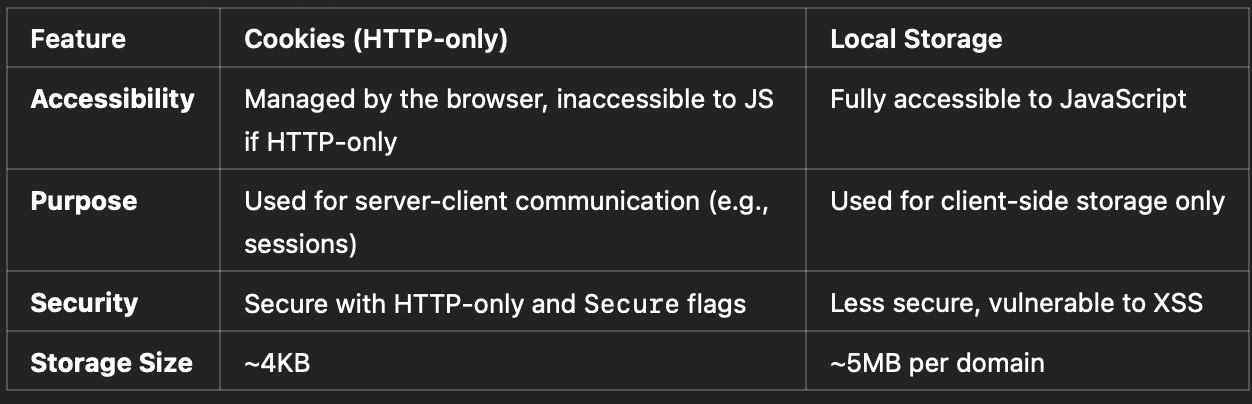 Feature Cookies (HTTP-only) Local Storage
Accessibility Managed by the browser, inaccessible to JS Fully accessible to JavaScript
if HTTP-only
Purpose Used for server-client communication (e.g., Used for client-side storage only
sessions)
Security Secure with HTTP-only and Secure flags Less secure, vulnerable to XSS
Storage Size ~4KB ~5MB per domain